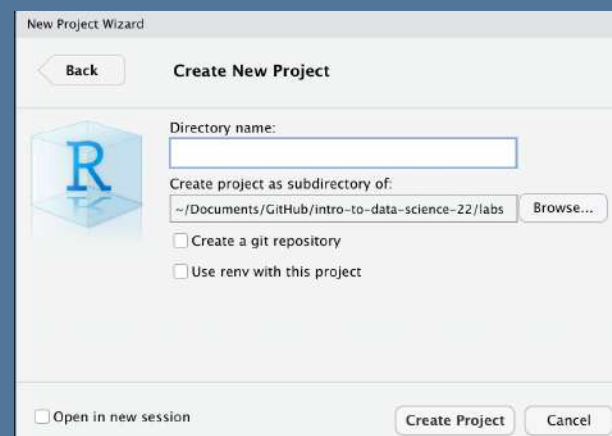 New Project Wizard
Back
Create New Project
R
Directory name:
Create project as subdirectory of:
~/Documents/GitHub/intro-to-data-science-22/labs
Browse...
Create a git repository
Use renv with this project
Open in new session
Create Project
Cancel